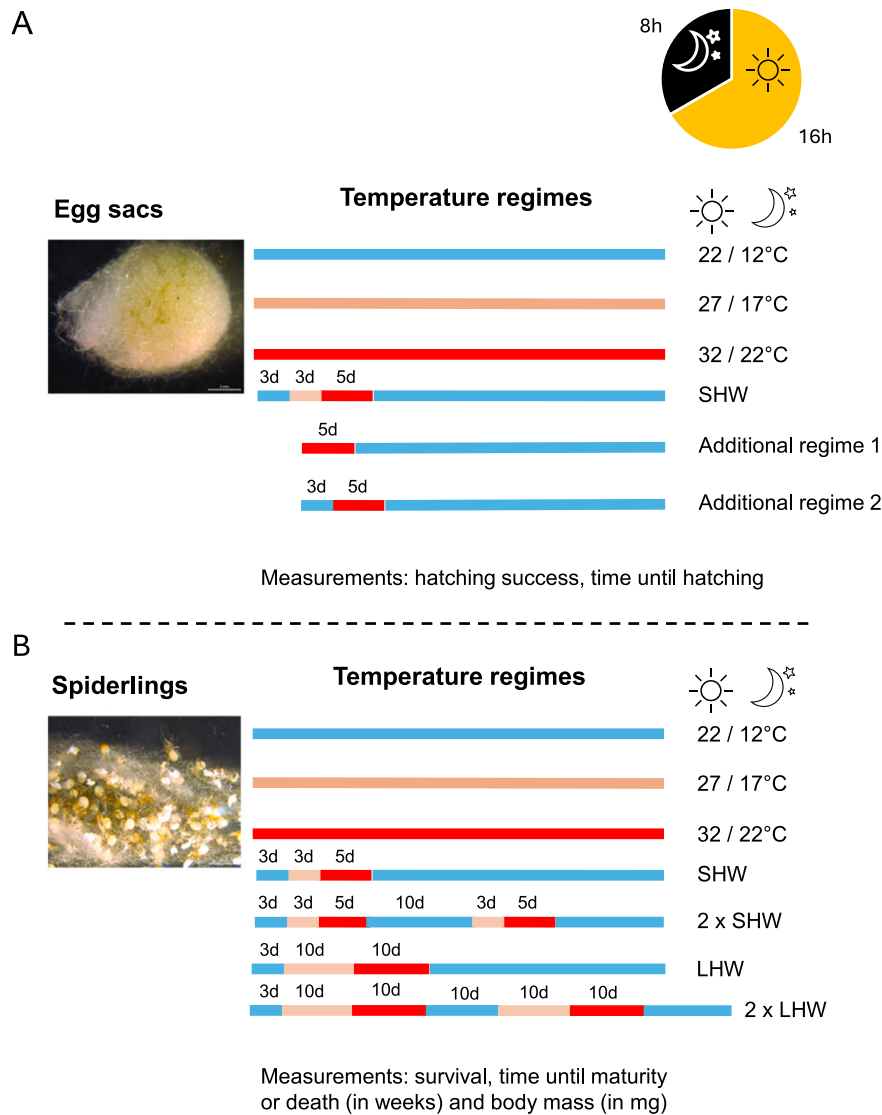 A
8h
16h
Temperature regimes
Egg sacs
22 / 12°C
27 / 17°C
32 / 22°C
3d 3d 5d
SHW
5d
Additional regime 1
3d 5d
Additional regime 2
Measurements: hatching success, time until hatching
B
Temperature regimes
Spiderlings
22 / 12°C
27 / 17°C
32 / 22°C
3d 3d 5d
SHW
3d 3d 5d 10d 3d 5d
2 x SHW
3d 10d 10d
LHW
3d 10d 10d 10d 10d 10d
2 x LHW
Measurements: survival, time until maturity
or death (in weeks) and body mass (in mg)